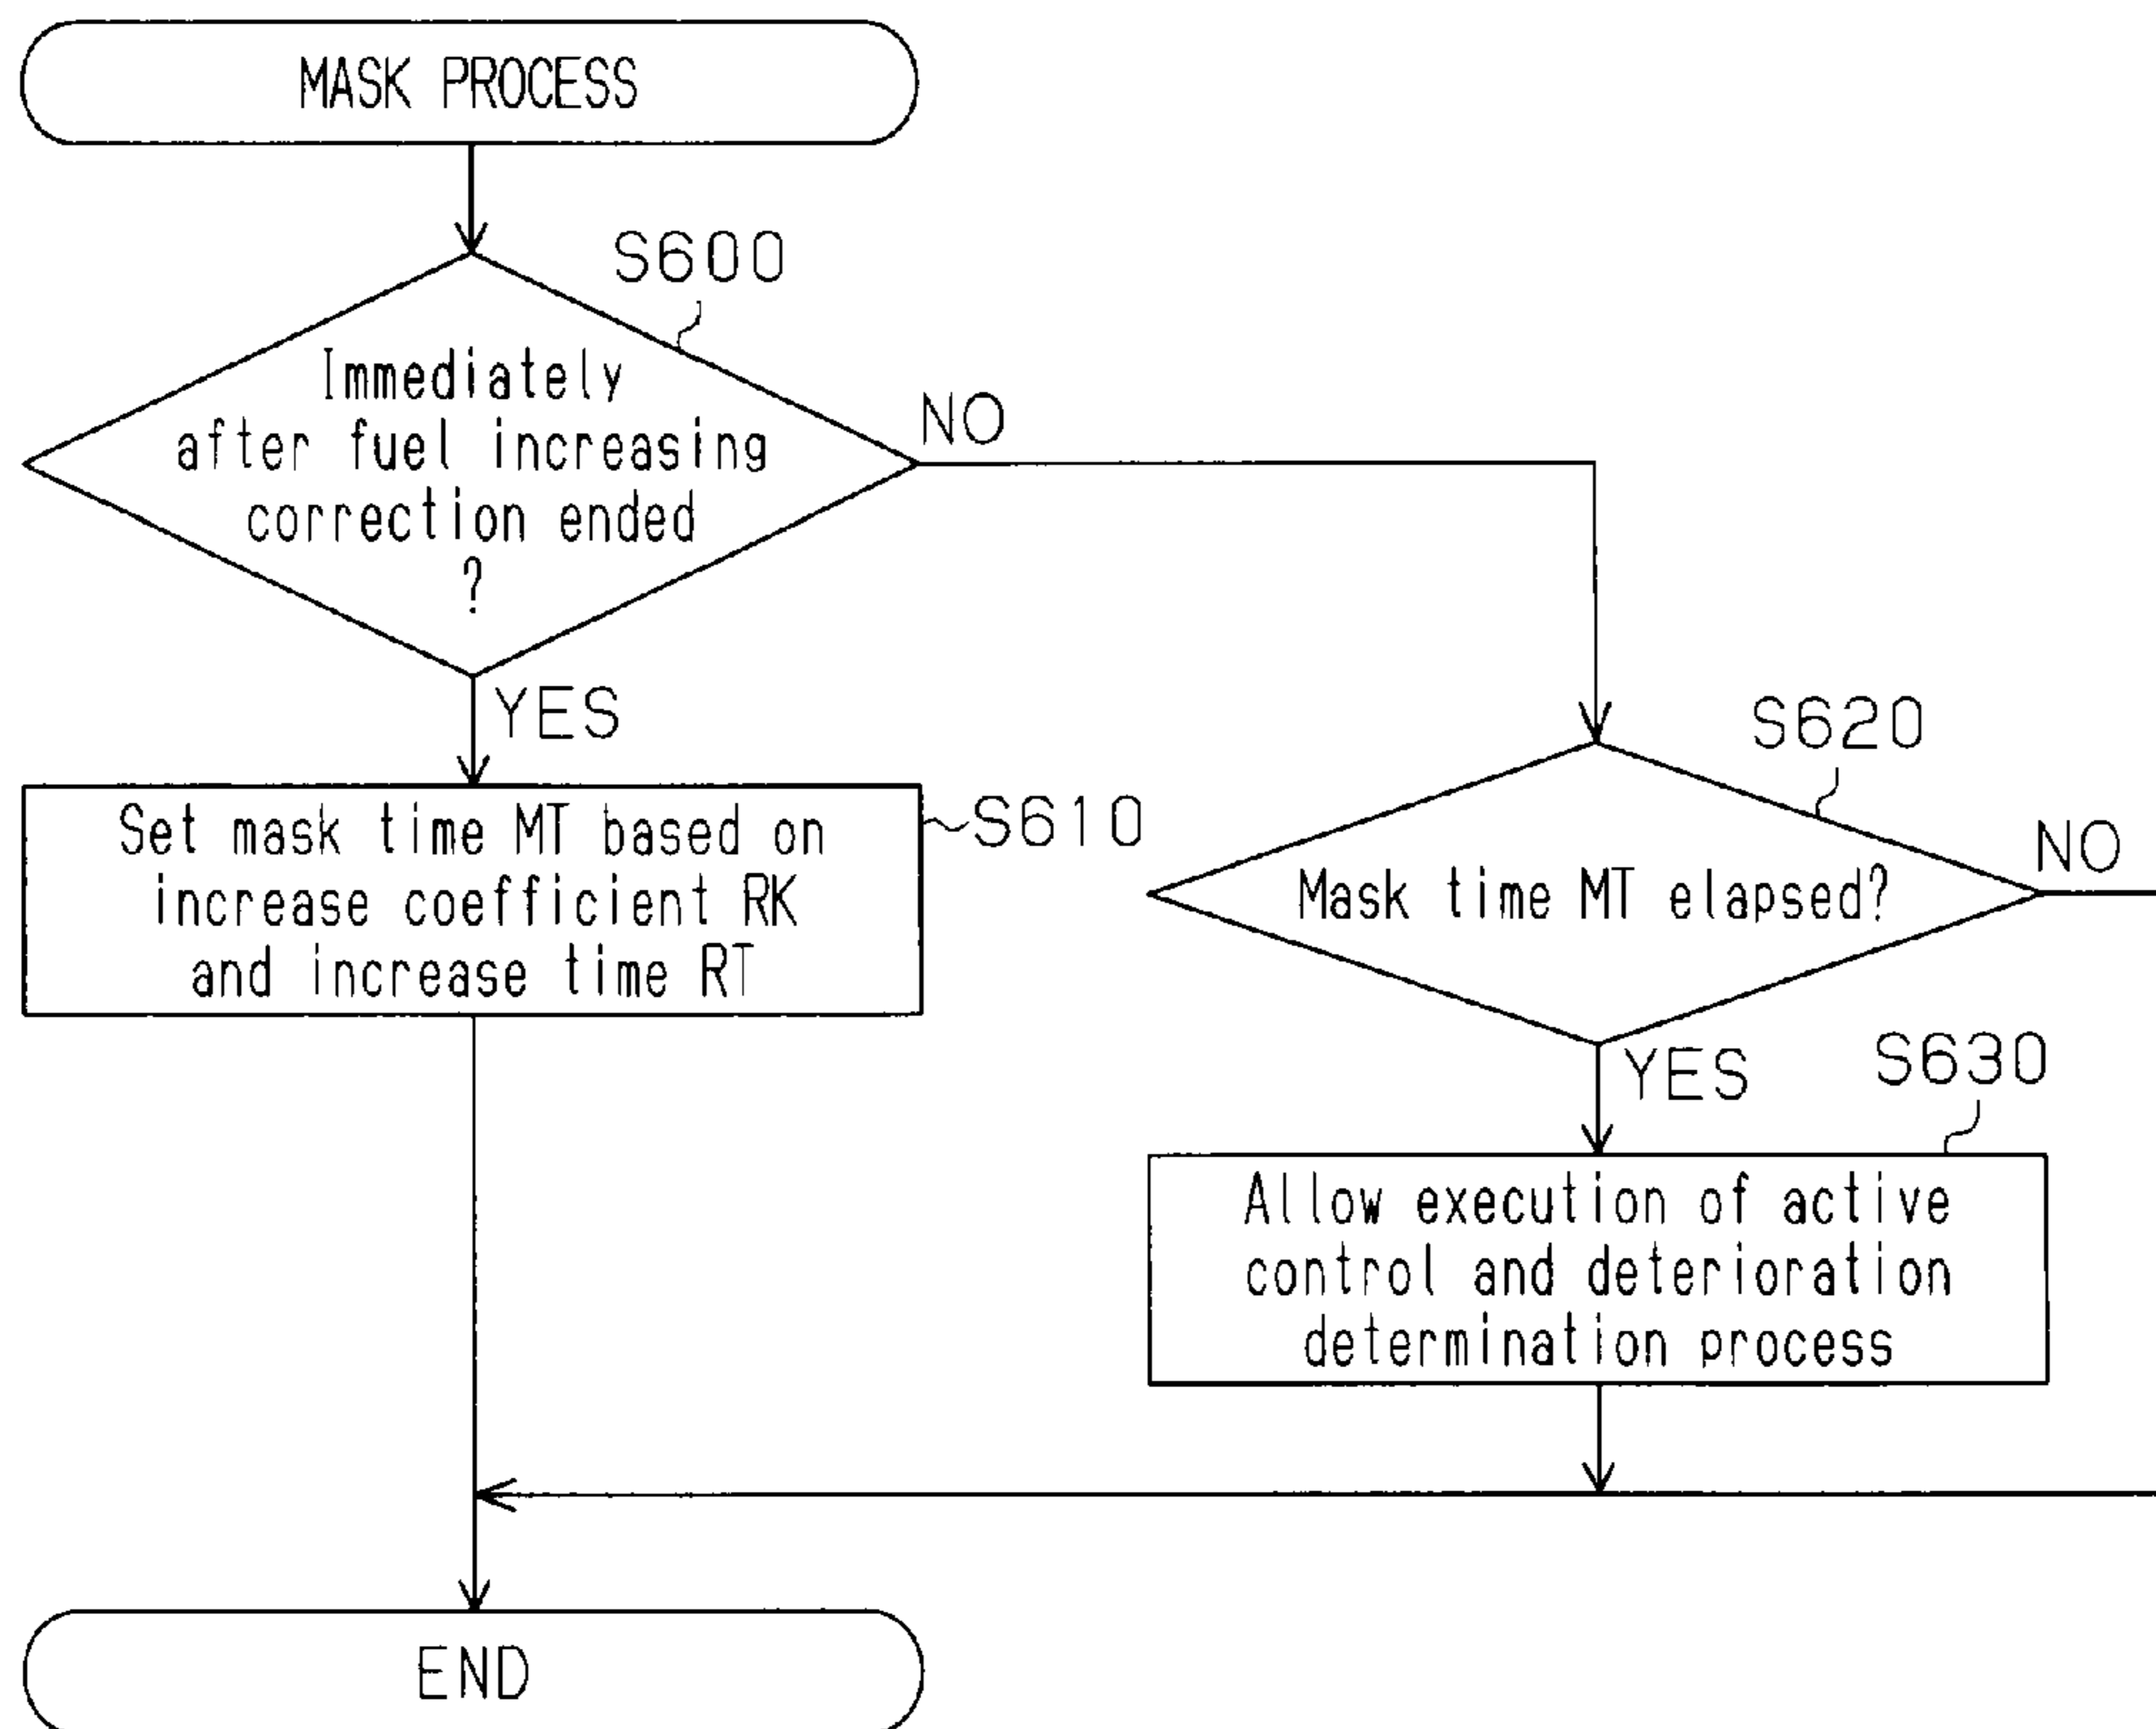 MASK PROCESS
S600
Immediately
after fuel increasing
correction ended
?
NO
YES
Set mask time MT based on
increase coefficient RK
and increase time RT
S610
S620
Mask time MT elapsed?
NO
YES
S630
Allow execution of active
control and deterioration
determination process
END